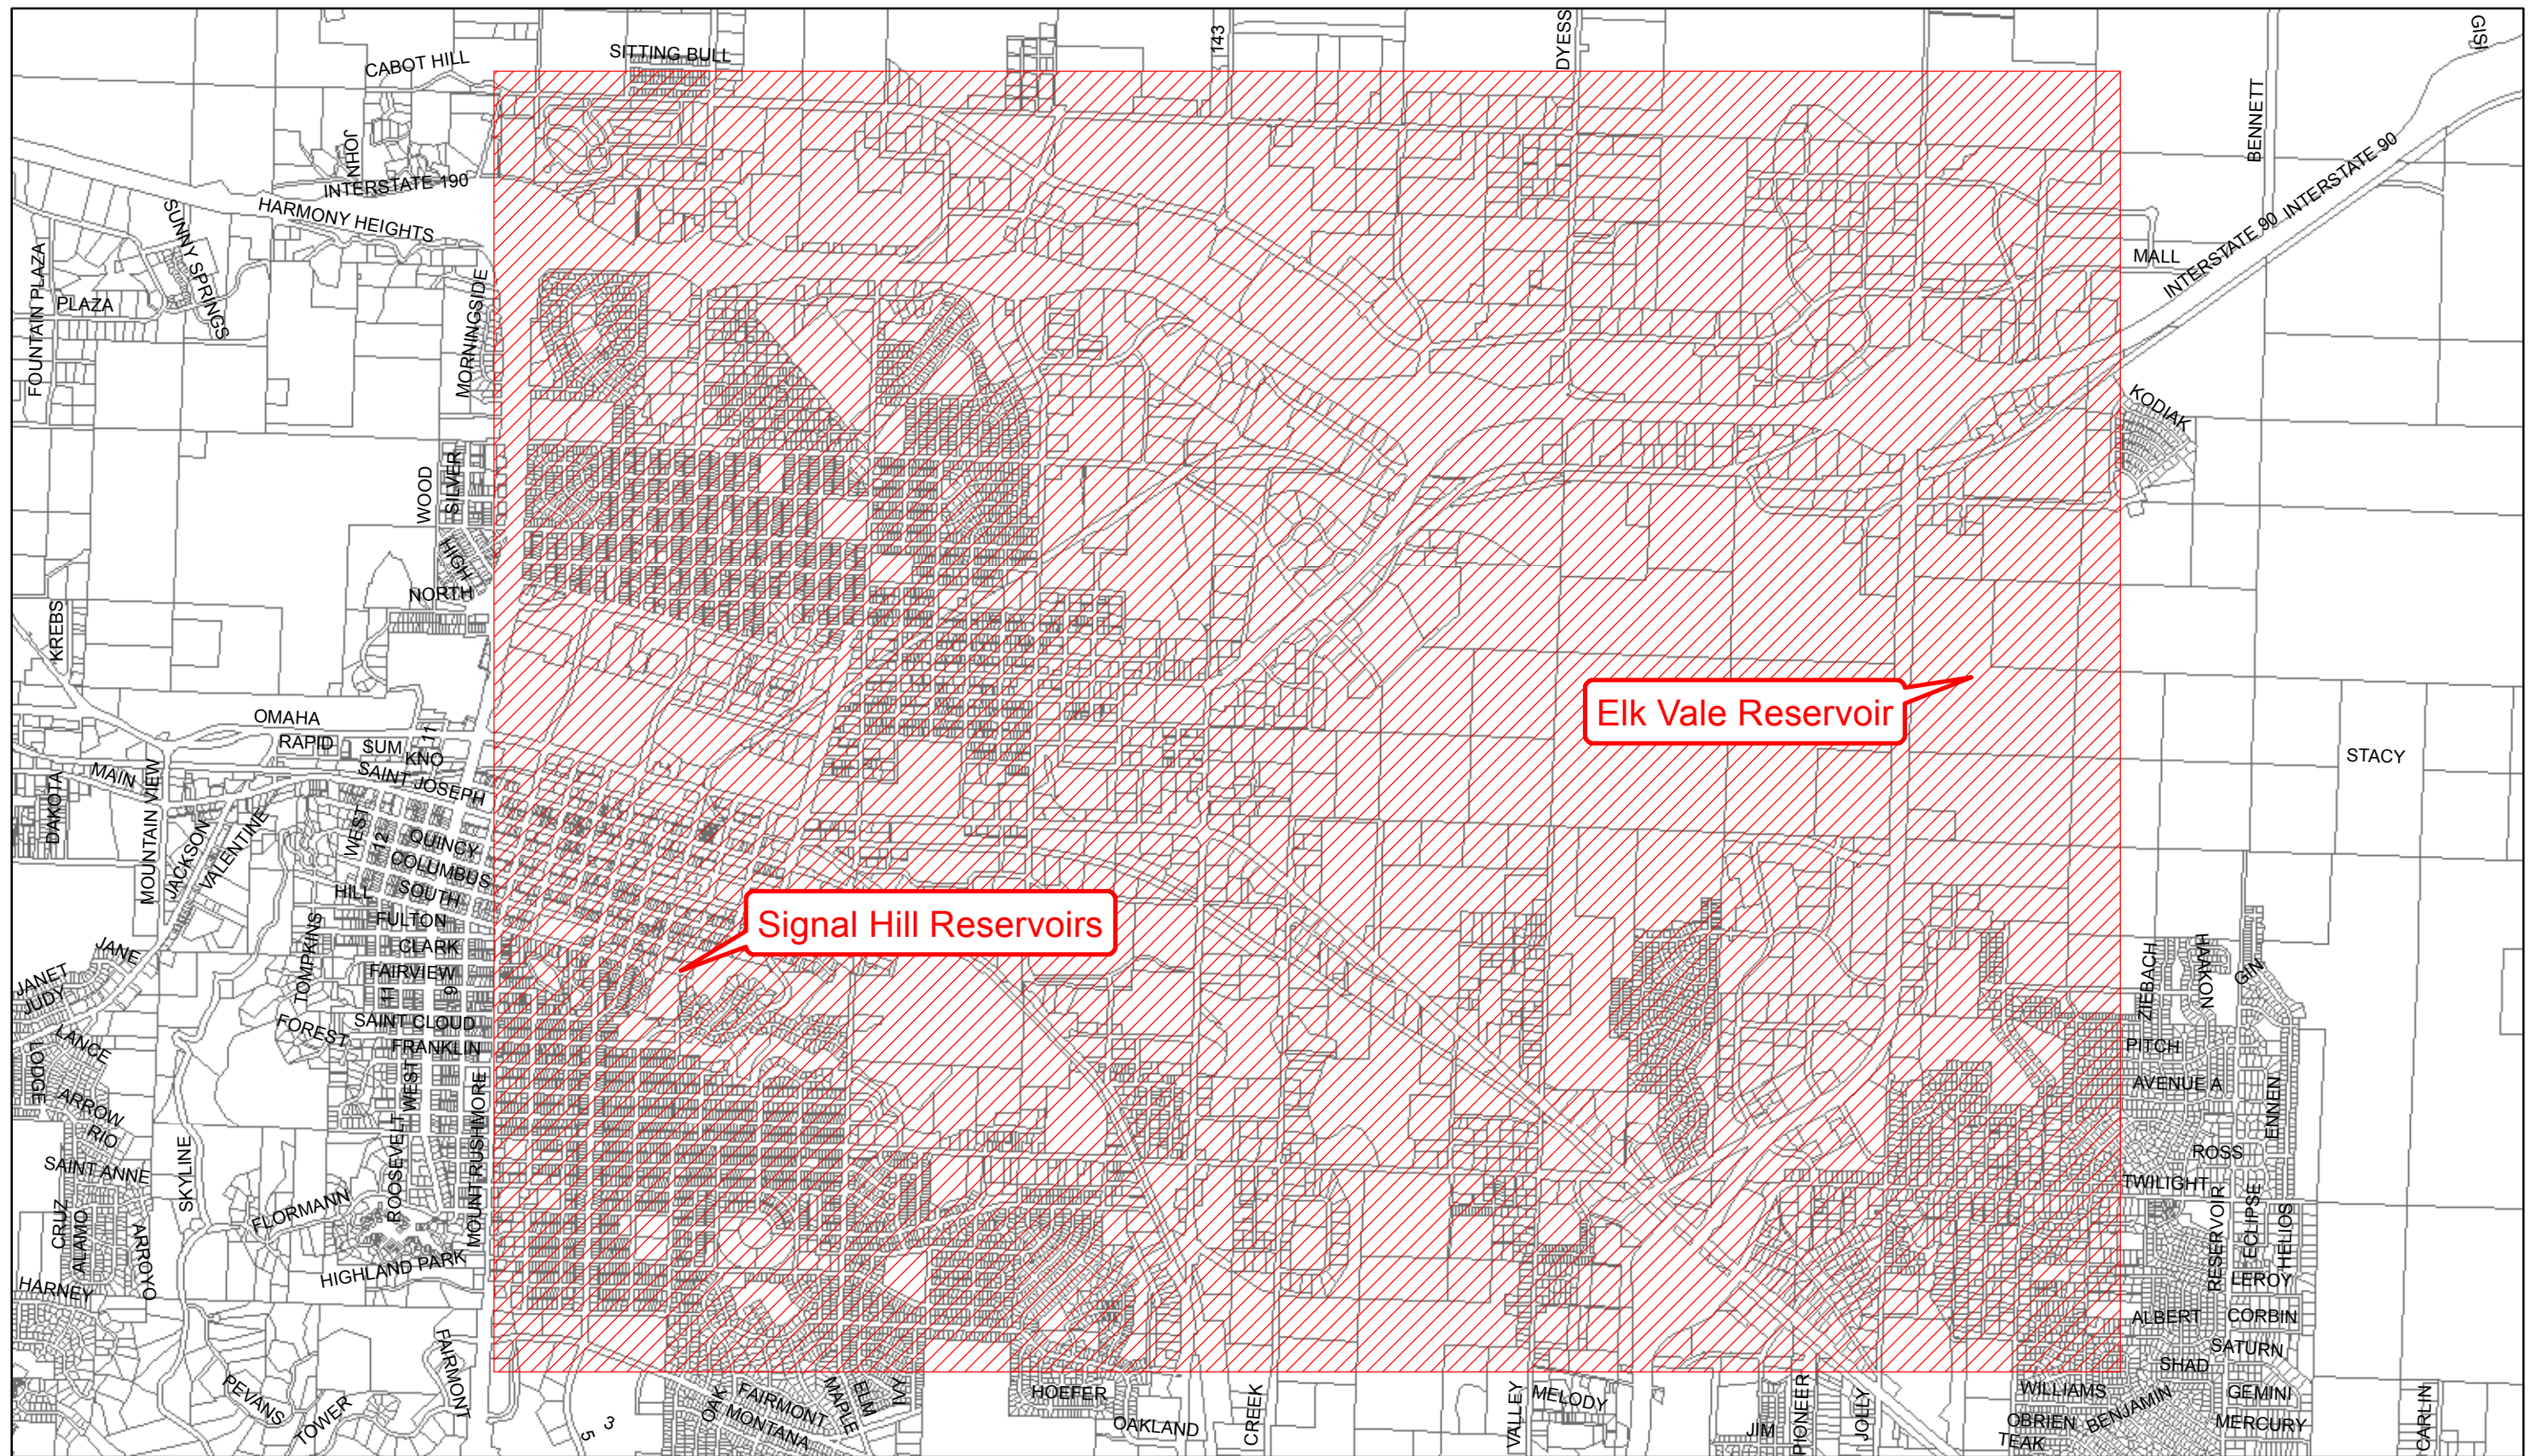 SITTING BULL
CABOT HILL
143
DYESS
GISI
BENNETT
JOHN
INTERSTATE 190
INTERSTATE 90
INTERSTATE 90
HARMONY HEIGHTS
SUNNY SPRINGS
FOUNTAIN PLAZA
PLAZA
MORNINGSIDE
MALL
KODIAK
WOOD
SILVER
HIGH
NORTH
KREBS
Elk Vale Reservoir
OMAHA
RAPID
SUM
11
KNO
SAINT JOSEPH
STACY
MAIN
MOUNTAIN VIEW
DAKOTA
JACKSON
VALENTINE
WEST
12
QUINCY
COLUMBUS
HILL
SOUTH
FULTON
Signal Hill Reservoirs
TOMPKINS
CLARK
JANE
JANET
JUDY
FAIRVIEW
11
9
ZIEBACH
HAAKON
GIN
SAINT CLOUD
FOREST
LANCE
LODGE
FRANKLIN
PITCH
WEST
MOUNT RUSHMORE
AVENUE A
ENNEN
ARROW
RIO
ROOSEVELT
SKYLINE
ROSS
SAINT ANNE
TWILIGHT
CRUZ
ALAMO
ARROYO
FLORMANN
RESERVOIR
ECLIPSE
HELIOS
HIGHLAND PARK
HARNEY
LEROY
ALBERT
CORBIN
SATURN
SHAD
FAIRMONT
PEVANS
TOWER
5
3
OAK
FAIRMONT
MONTANA
MAPLE
ELM
IVY
HOEFER
OAKLAND
CREEK
VALLEY
MELODY
JIM
PIONEER
JOLLY
WILLIAMS
OBRIEN
TEAK
BENJAMIN
GEMINI
MERCURY
CARLIN